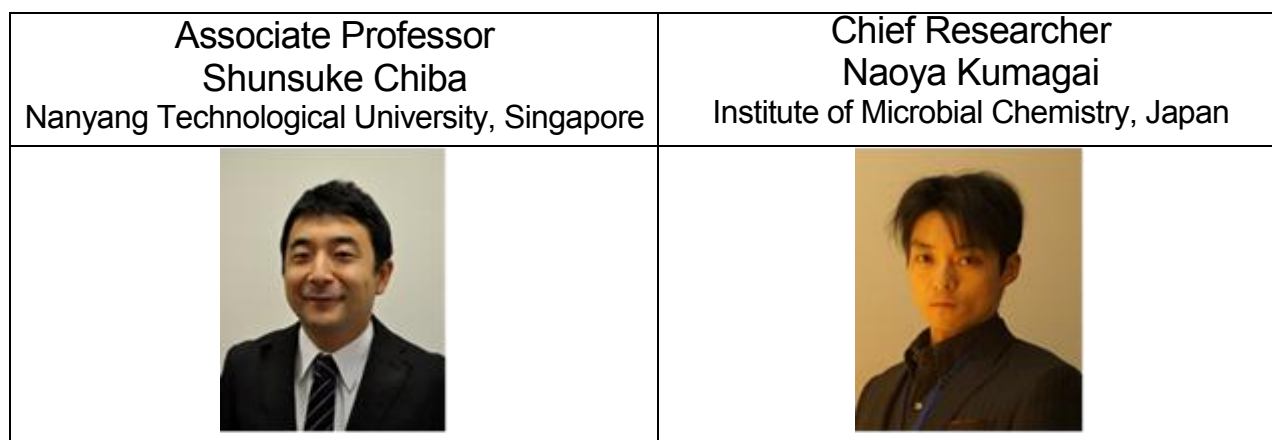 Associate Professor
Shunsuke Chiba
Nanyang Technological University, Singapore
Chief Researcher
Naoya Kumagai
Institute of Microbial Chemistry, Japan